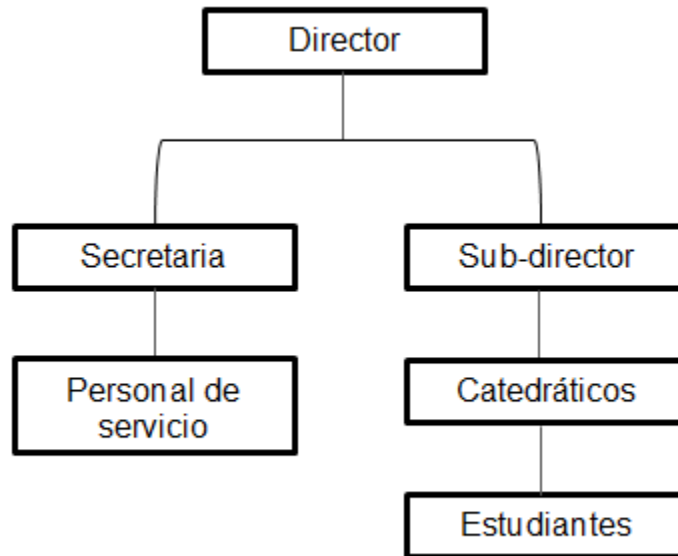 Director
Secretaria
Sub-director
Personal de
servicio
Catedráticos
Estudiantes